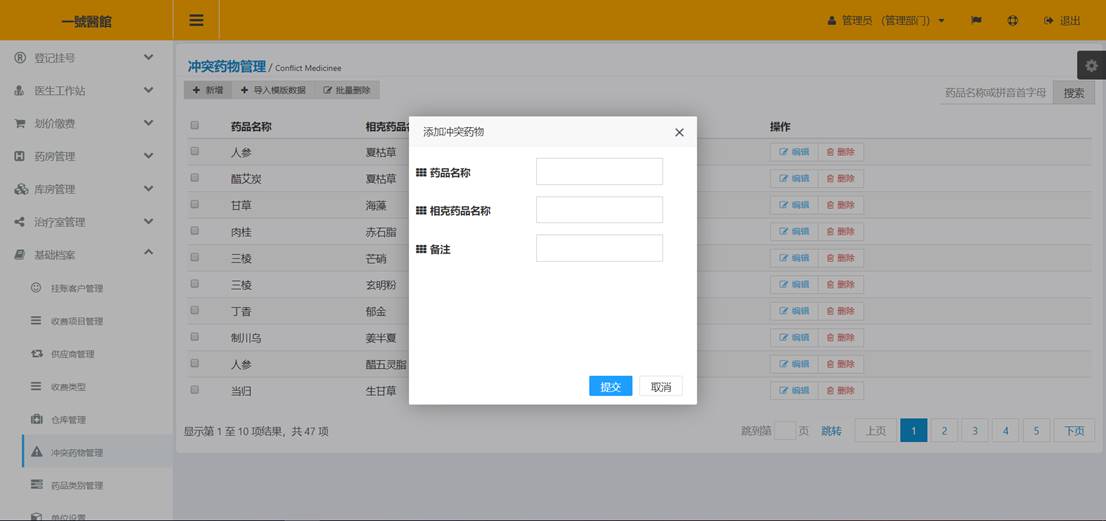 一號醫館
管理员 （管理部门）
退出
登记挂号
医生工作站
划价缴费
药房管理
库房管理
治疗室管理
基础档案
挂账客户管理
收费项目管理
供应商管理
收费类型
仓库管理
冲突药物管理
药品类别管理
单位设置
冲突药物管理 / Conflict Medicinee
新增 导入模版数据 批量删除
药品名称或拼音首字母 搜索
药品名称 相克药品名 操作
人参 夏枯草 编辑 删除
醋艾炭 夏枯草 编辑 删除
甘草 海藻 编辑 删除
肉桂 赤石脂 编辑 删除
三棱 芒硝 编辑 删除
三棱 玄明粉 编辑 删除
丁香 郁金 编辑 删除
制川乌 姜半夏 编辑 删除
人参 醋五灵脂 编辑 删除
当归 生甘草 编辑 删除
显示第 1 至 10 项结果，共 47 项
跳到第 页 跳转 上页 1 2 3 4 5 下页
添加冲突药物
药品名称
相克药品名称
备注
提交 取消